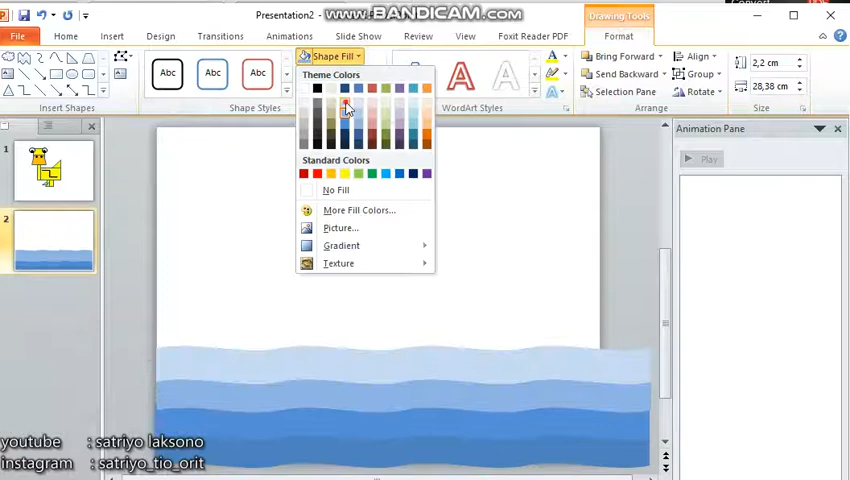 Presentation2 -
www.BANDICAM.com
Drawing Tools
File Home Insert Design Transitions Animations Slide Show Review View Foxit Reader PDF Format
Abc Abc Abc
Shape Fill
Bring Forward Align 2,2 cm
Send Backward Group
Selection Pane Rotate 28,38 cm
Insert Shapes Shape Styles WordArt Styles Arrange
Theme Colors
Standard Colors
No Fill
More Fill Colors...
Picture...
Gradient
Texture
Animation Pane
Play
1
2
youtube : satriyo laksono
instagram : satriyo_tio_orit